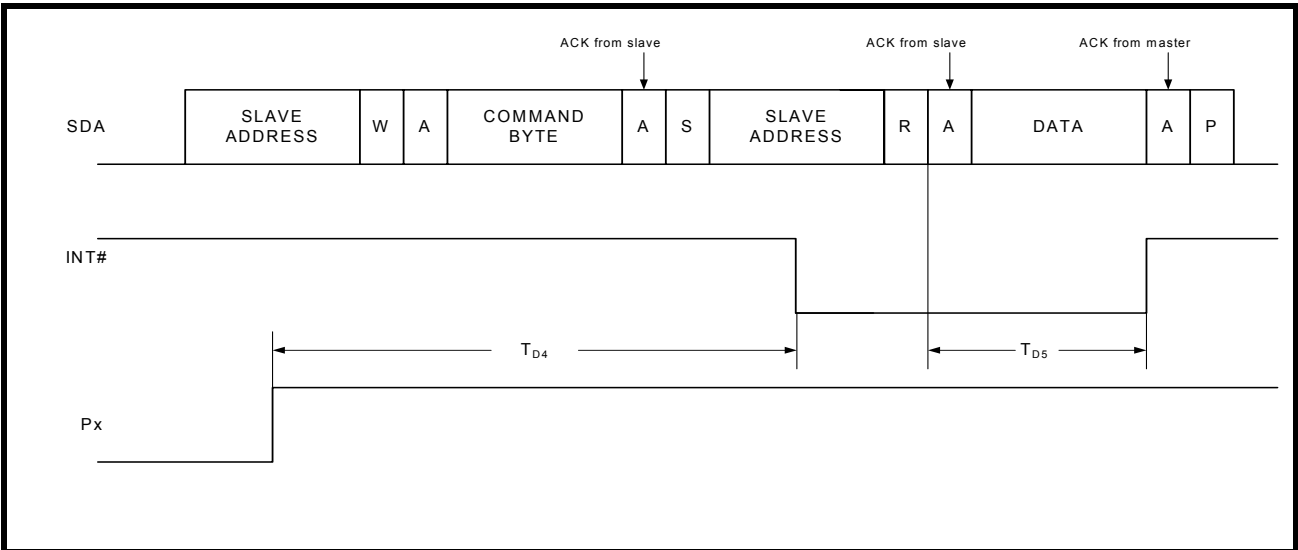 ACK from slave
ACK from slave
ACK from master
SDA
SLAVE
ADDRESS
W
A
COMMAND
BYTE
A
S
SLAVE
ADDRESS
R
A
DATA
A
P
INT#
TD4
TD5
Px